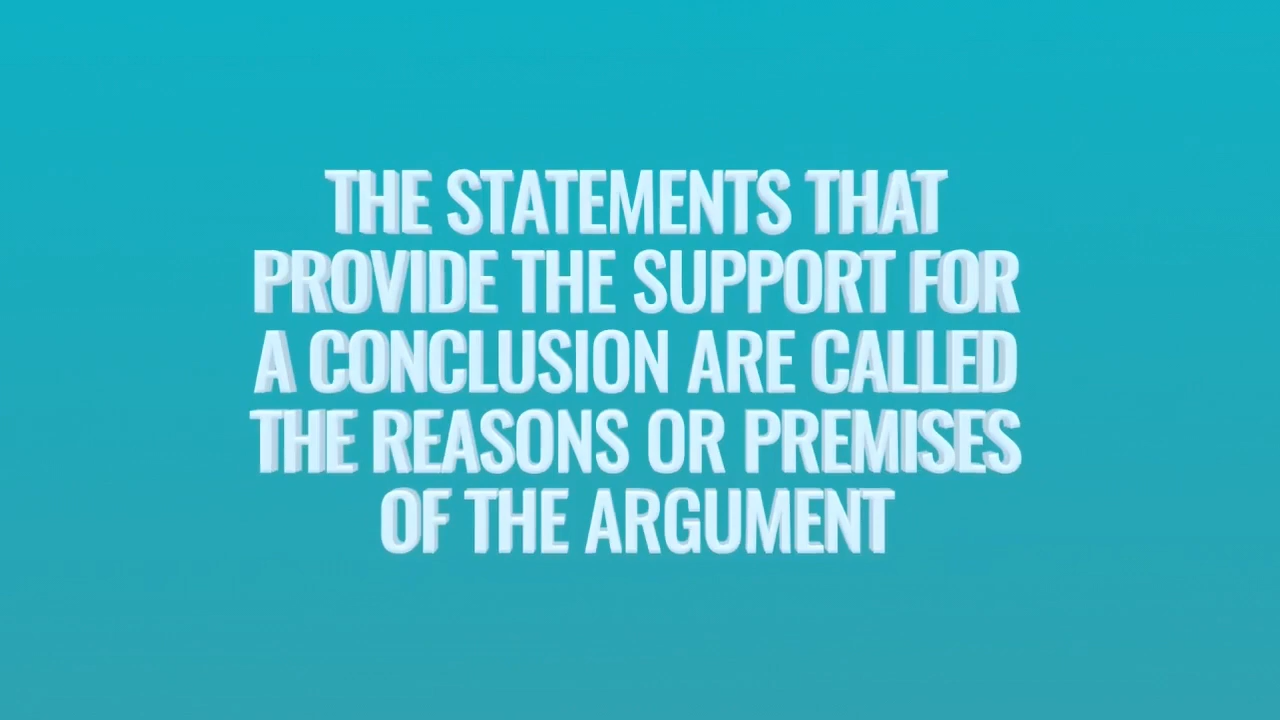 THE STATEMENTS THAT
PROVIDE THE SUPPORT FOR
A CONCLUSION ARE CALLED
THE REASONS OR PREMISES
OF THE ARGUMENT